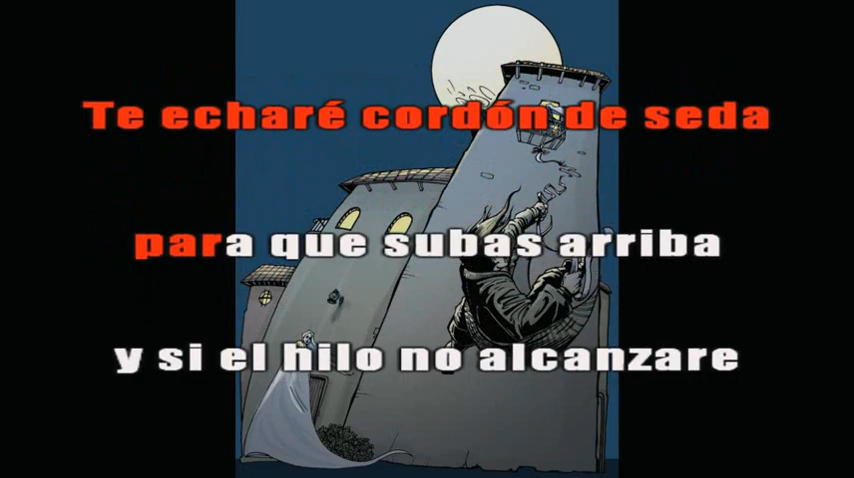 Te echaré cordón de seda
para que subas arriba
y si el hilo no alcanzare